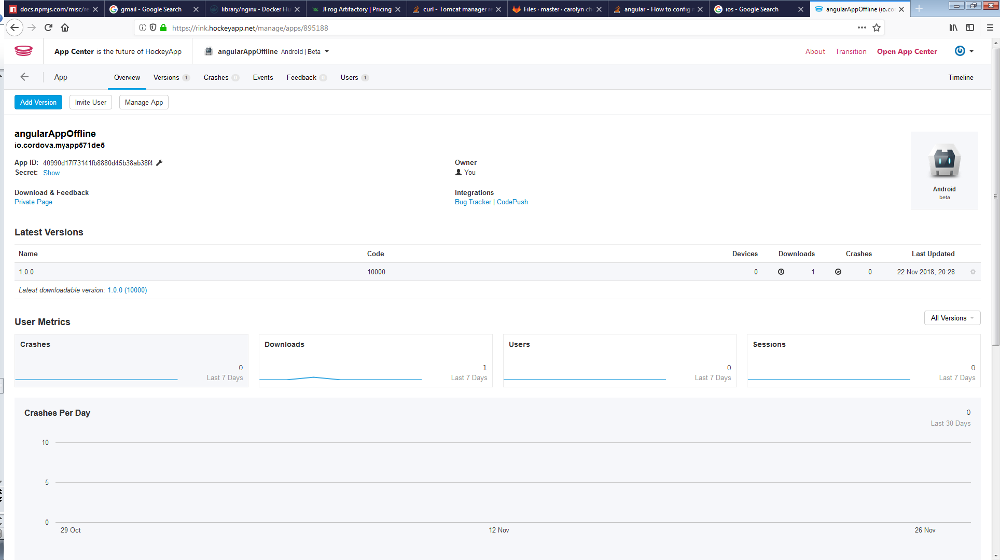 docs.npmjs.com/misc/re
gmail - Google Search
library/nginx - Docker Hu
JFrog Artifactory | Pricing
curl - Tomcat manager re
Files · master · carolyn ch
angular - How to config n
ios - Google Search
angularAppOffline (io.co
https://rink.hockeyapp.net/manage/apps/895188
App Center is the future of HockeyApp
angularAppOffline Android | Beta
About
Transition
Open App Center
App
Overview
Versions 1
Crashes 0
Events
Feedback 0
Users 1
Timeline
Add Version
Invite User
Manage App
angularAppOffline
io.cordova.myapp571de5
App ID: 40990d17f73141fb8880d45b38ab38f4
Secret: Show
Owner
You
Download & Feedback
Private Page
Integrations
Bug Tracker | CodePush
Android
beta
Latest Versions
Name Code Devices Downloads Crashes Last Updated
1.0.0 10000 0 1 0 22 Nov 2018, 20:28
Latest downloadable version: 1.0.0 (10000)
User Metrics
All Versions
Crashes
0
Last 7 Days
Downloads
1
Last 7 Days
Users
0
Last 7 Days
Sessions
0
Last 7 Days
Crashes Per Day
0
Last 30 Days
10
5
0
29 Oct
12 Nov
26 Nov